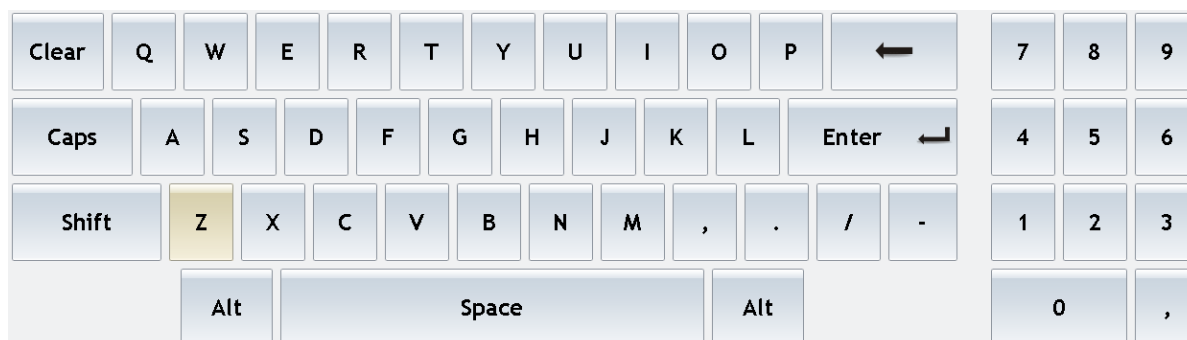 Clear Q W E R T Y U I O P 7 8 9
Caps A S D F G H J K L Enter 4 5 6
Shift Z X C V B N M , . / - 1 2 3
Alt Space Alt 0 ,